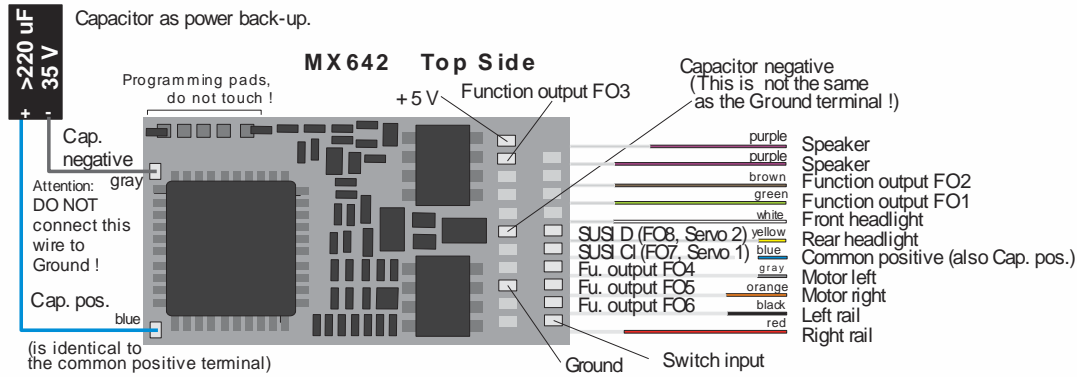 >220 uF
35 V
+ -
Capacitor as power back-up.
MX642 Top Side
Programming pads,
do not touch !
+5V
Function output FO3
Capacitor negative
(This is not the same
as the Ground terminal !)
Cap.
negative
gray
Attention:
DO NOT
connect this
wire to
Ground !
Cap. pos.
blue
(is identical to
the common positive terminal)
purple Speaker
purple Speaker
brown Function output FO2
green Function output FO1
white Front headlight
SUSI D (FO8, Servo 2) yellow Rear headlight
SUSI Cl (FO7, Servo 1) blue Common positive (also Cap. pos.)
Fu. output FO4 gray Motor left
Fu. output FO5 orange Motor right
Fu. output FO6 black Left rail
red Right rail
Ground
Switch input